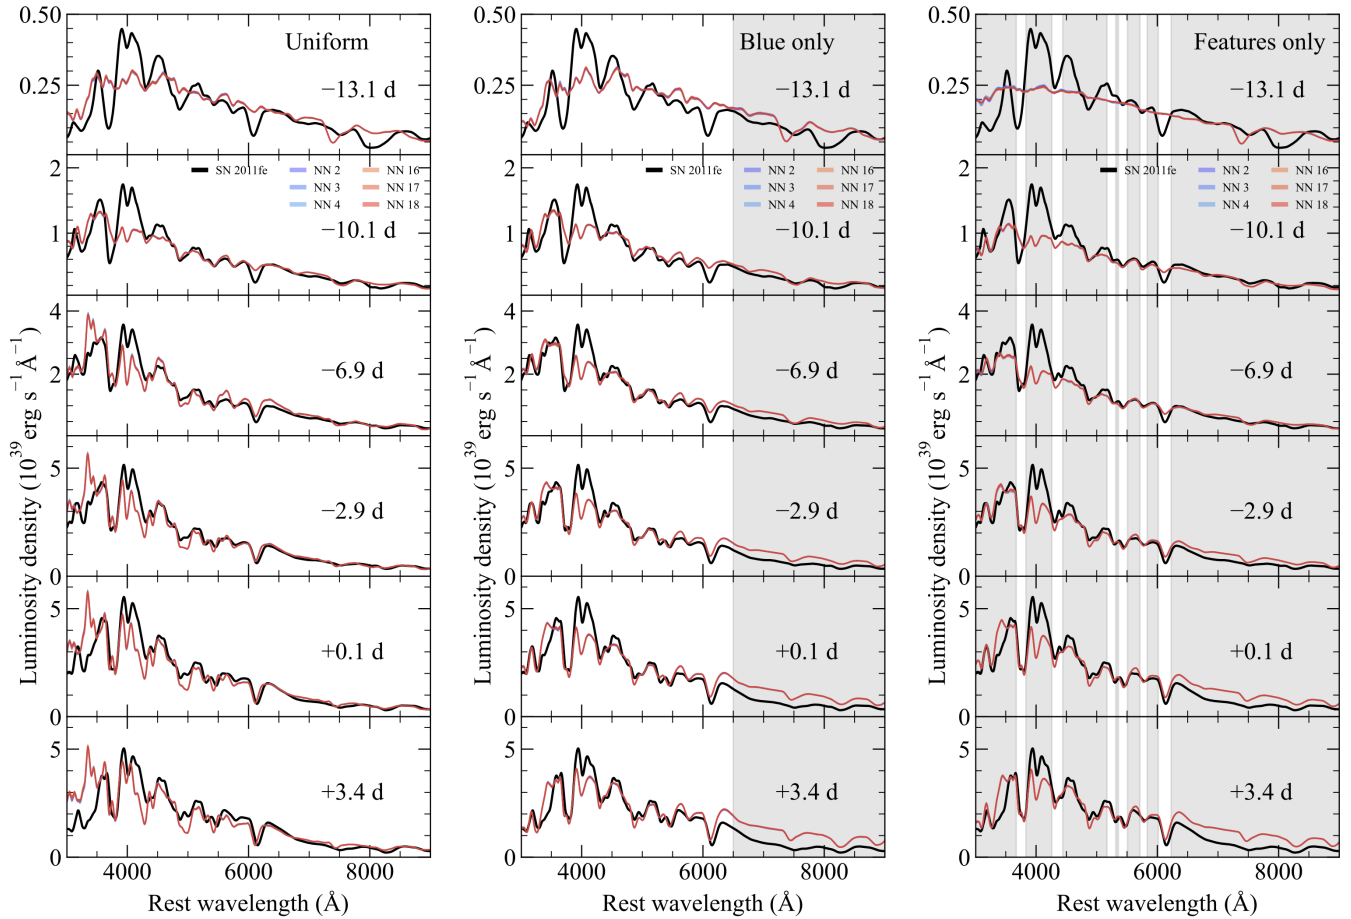 Uniform
−13.1 d
0.50
0.25
SN 2011fe
NN 2
NN 3
NN 4
NN 16
NN 17
NN 18
−10.1 d
2
1
−6.9 d
4
2
−2.9 d
5
0
+0.1 d
5
0
+3.4 d
5
0
Luminosity density (10³⁹ erg s⁻¹ Å⁻¹)
4000 6000 8000
Rest wavelength (Å)
Blue only
−13.1 d
0.50
0.25
SN 2011fe
NN 2
NN 3
NN 4
NN 16
NN 17
NN 18
−10.1 d
2
1
−6.9 d
4
2
−2.9 d
5
0
+0.1 d
5
0
+3.4 d
5
0
Luminosity density (10³⁹ erg s⁻¹ Å⁻¹)
4000 6000 8000
Rest wavelength (Å)
Features only
−13.1 d
0.50
0.25
SN 2011fe
NN 2
NN 3
NN 4
NN 16
NN 17
NN 18
−10.1 d
2
1
−6.9 d
4
2
−2.9 d
5
0
+0.1 d
5
0
+3.4 d
5
0
Luminosity density (10³⁹ erg s⁻¹ Å⁻¹)
4000 6000 8000
Rest wavelength (Å)